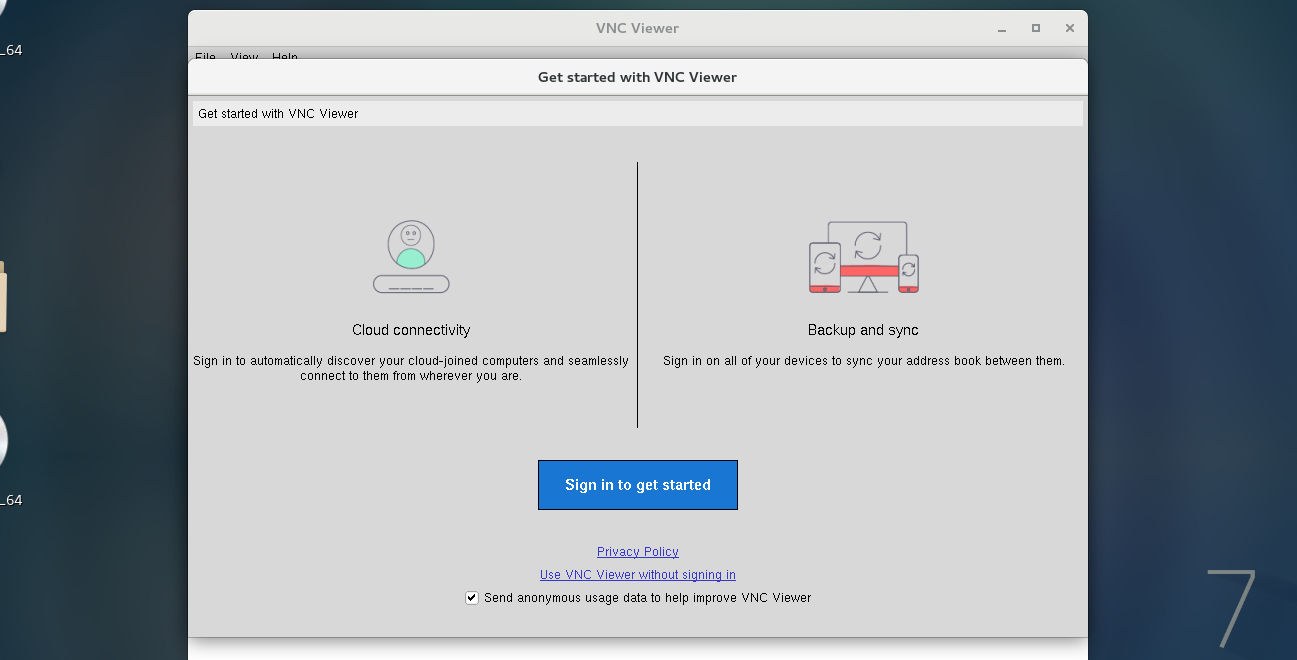 _64
VNC Viewer
File View Help
Get started with VNC Viewer
Get started with VNC Viewer
Cloud connectivity
Sign in to automatically discover your cloud-joined computers and seamlessly
connect to them from wherever you are.
Backup and sync
Sign in on all of your devices to sync your address book between them.
Sign in to get started
Privacy Policy
Use VNC Viewer without signing in
Send anonymous usage data to help improve VNC Viewer
_64
7